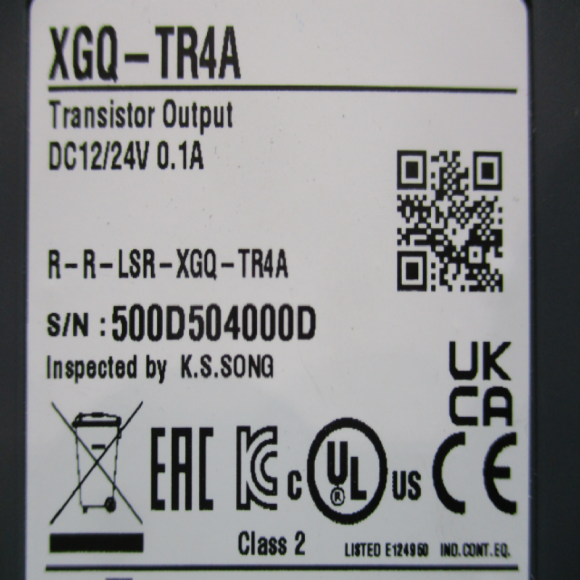 XGQ-TR4A
Transistor Output
DC12/24V 0.1A
R-R-LSR-XGQ-TR4A
S/N : 500D504000D
Inspected by K.S.SONG
UK
CA
EAC KC C UL ® US CE
Class 2 LISTED E124950 IND.CONT.EQ.